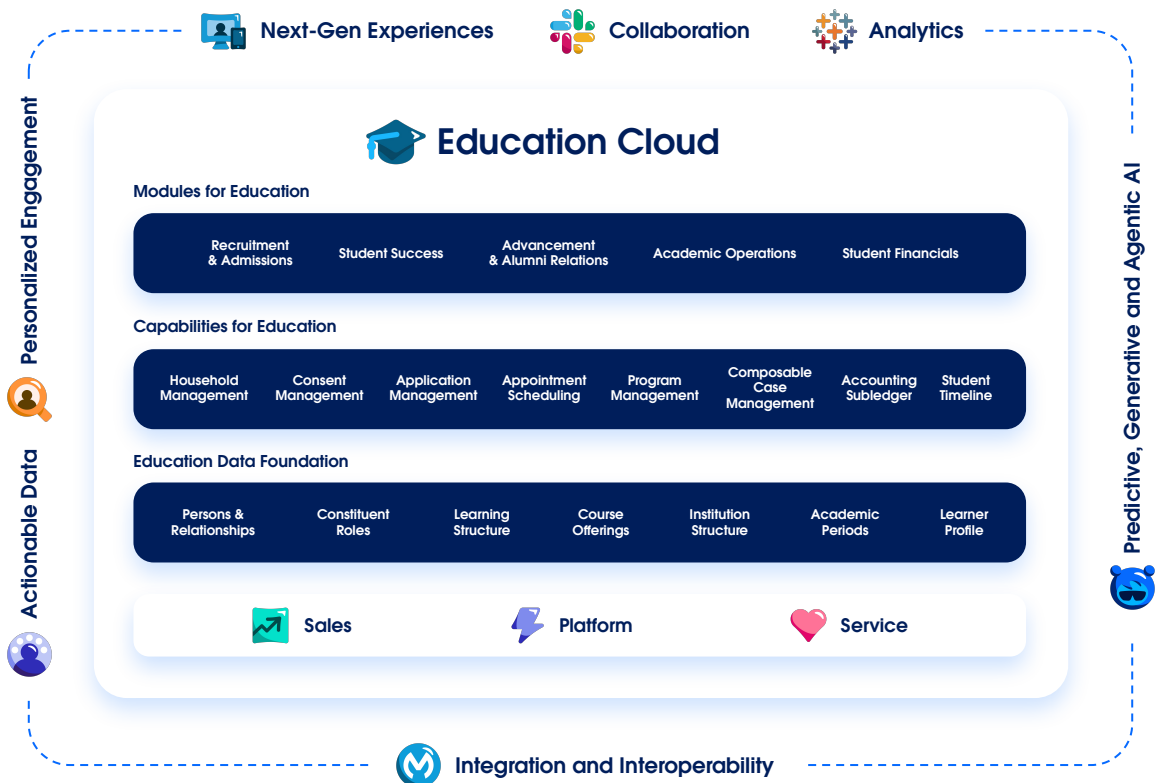 Next-Gen Experiences
Collaboration
Analytics
Personalized Engagement
Actionable Data
Predictive, Generative and Agentic AI
Education Cloud
Modules for Education
Recruitment
& Admissions
Student Success
Advancement
& Alumni Relations
Academic Operations
Student Financials
Capabilities for Education
Household
Management
Consent
Management
Application
Management
Appointment
Scheduling
Program
Management
Composable
Case
Management
Accounting
Subledger
Student
Timeline
Education Data Foundation
Persons &
Relationships
Constituent
Roles
Learning
Structure
Course
Offerings
Institution
Structure
Academic
Periods
Learner
Profile
Sales
Platform
Service
Integration and Interoperability